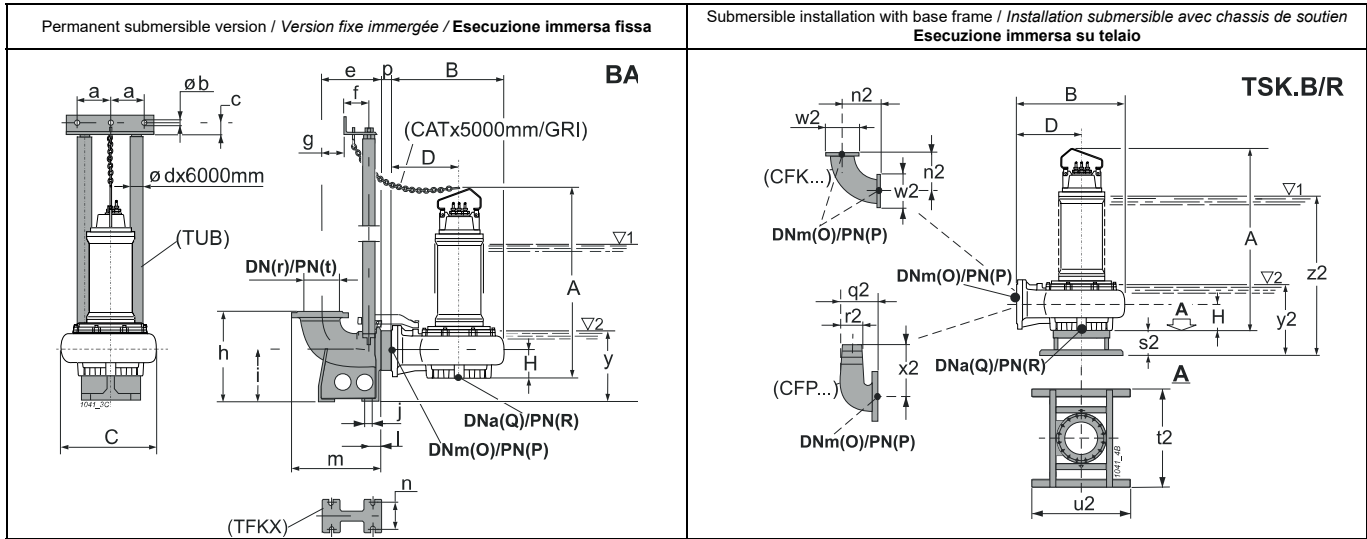 Permanent submersible version / Version fixe immergée / Esecuzione immersa fissa
Submersible installation with base frame / Installation submersible avec chassis de soutien
Esecuzione immersa su telaio
BA
a
a
øb
c
ø dx6000mm
(TUB)
1041_3C
C
e
p
B
f
g
(CATx5000mm/GRI)
D
▽1
DN(r)/PN(t)
A
▽2
h
i
H
y
j
l
DNa(Q)/PN(R)
DNm(O)/PN(P)
m
n
(TFKX)
TSK.B/R
n2
w2
(CFK...)
n2
w2
DNm(O)/PN(P)
B
D
▽1
A
z2
DNm(O)/PN(P)
▽2
q2
r2
A
H
y2
s2
DNa(Q)/PN(R)
(CFP...)
x2
A
DNm(O)/PN(P)
t2
1041_4B
u2